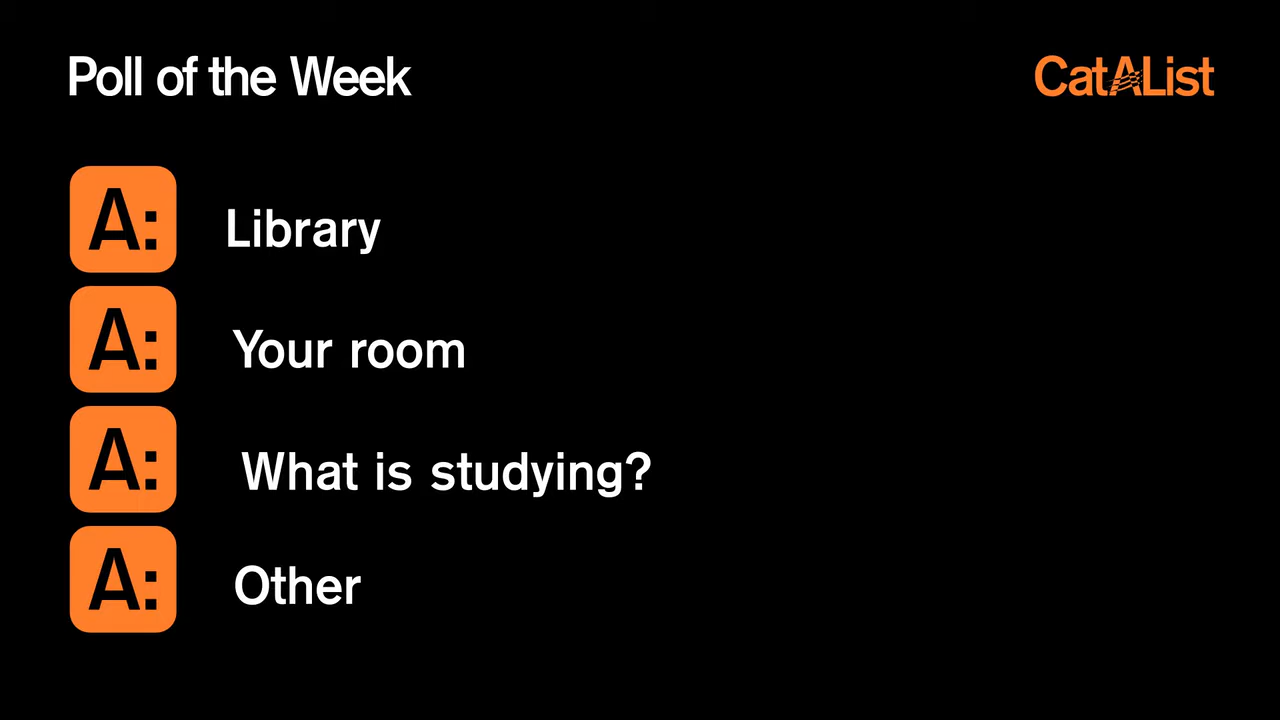 Poll of the Week
CatAList
A: Library
A: Your room
A: What is studying?
A: Other